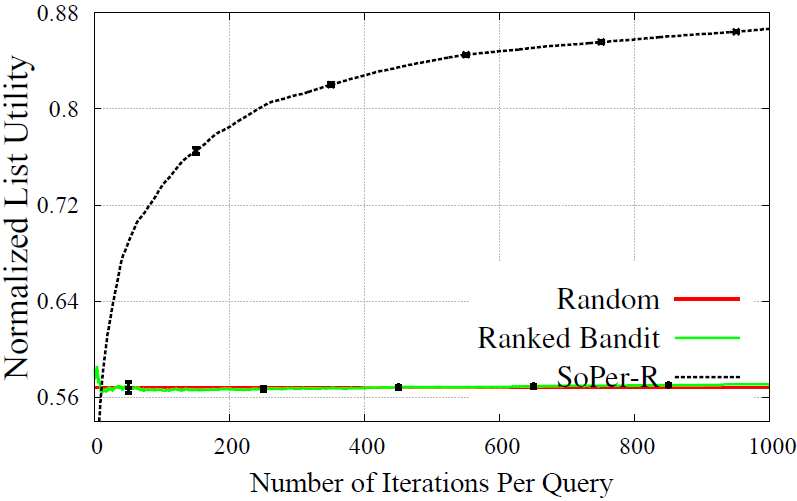 Normalized List Utility
0.88
0.8
0.72
0.64
0.56
Random
Ranked Bandit
SoPer-R
0 200 400 600 800 1000
Number of Iterations Per Query